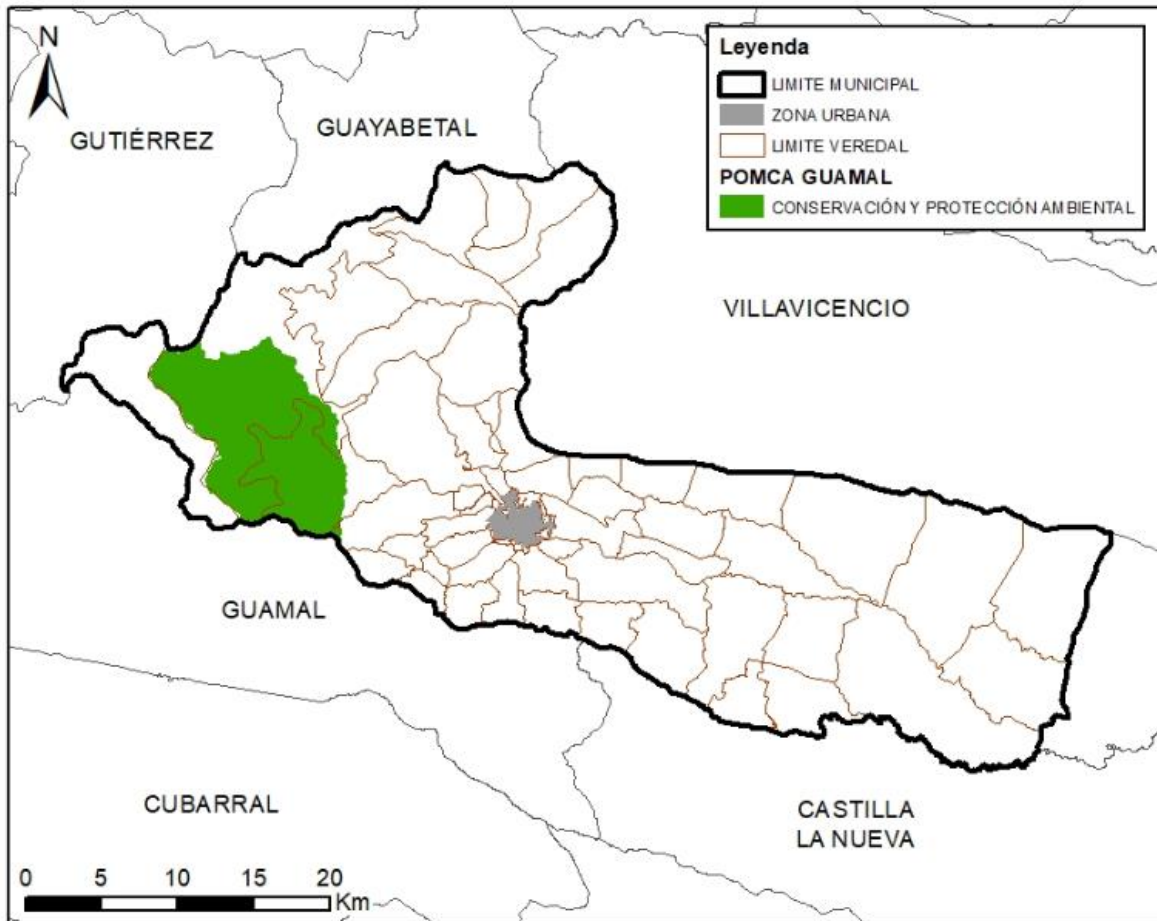 N
GUTIÉRREZ
GUAYABETAL
Leyenda
LIMITE MUNICIPAL
ZONA URBANA
LIMITE VEREDAL
POMCA GUAMAL
CONSERVACIÓN Y PROTECCIÓN AMBIENTAL
VILLAVICENCIO
GUAMAL
CUBARRAL
CASTILLA
LA NUEVA
0 5 10 15 20
Km